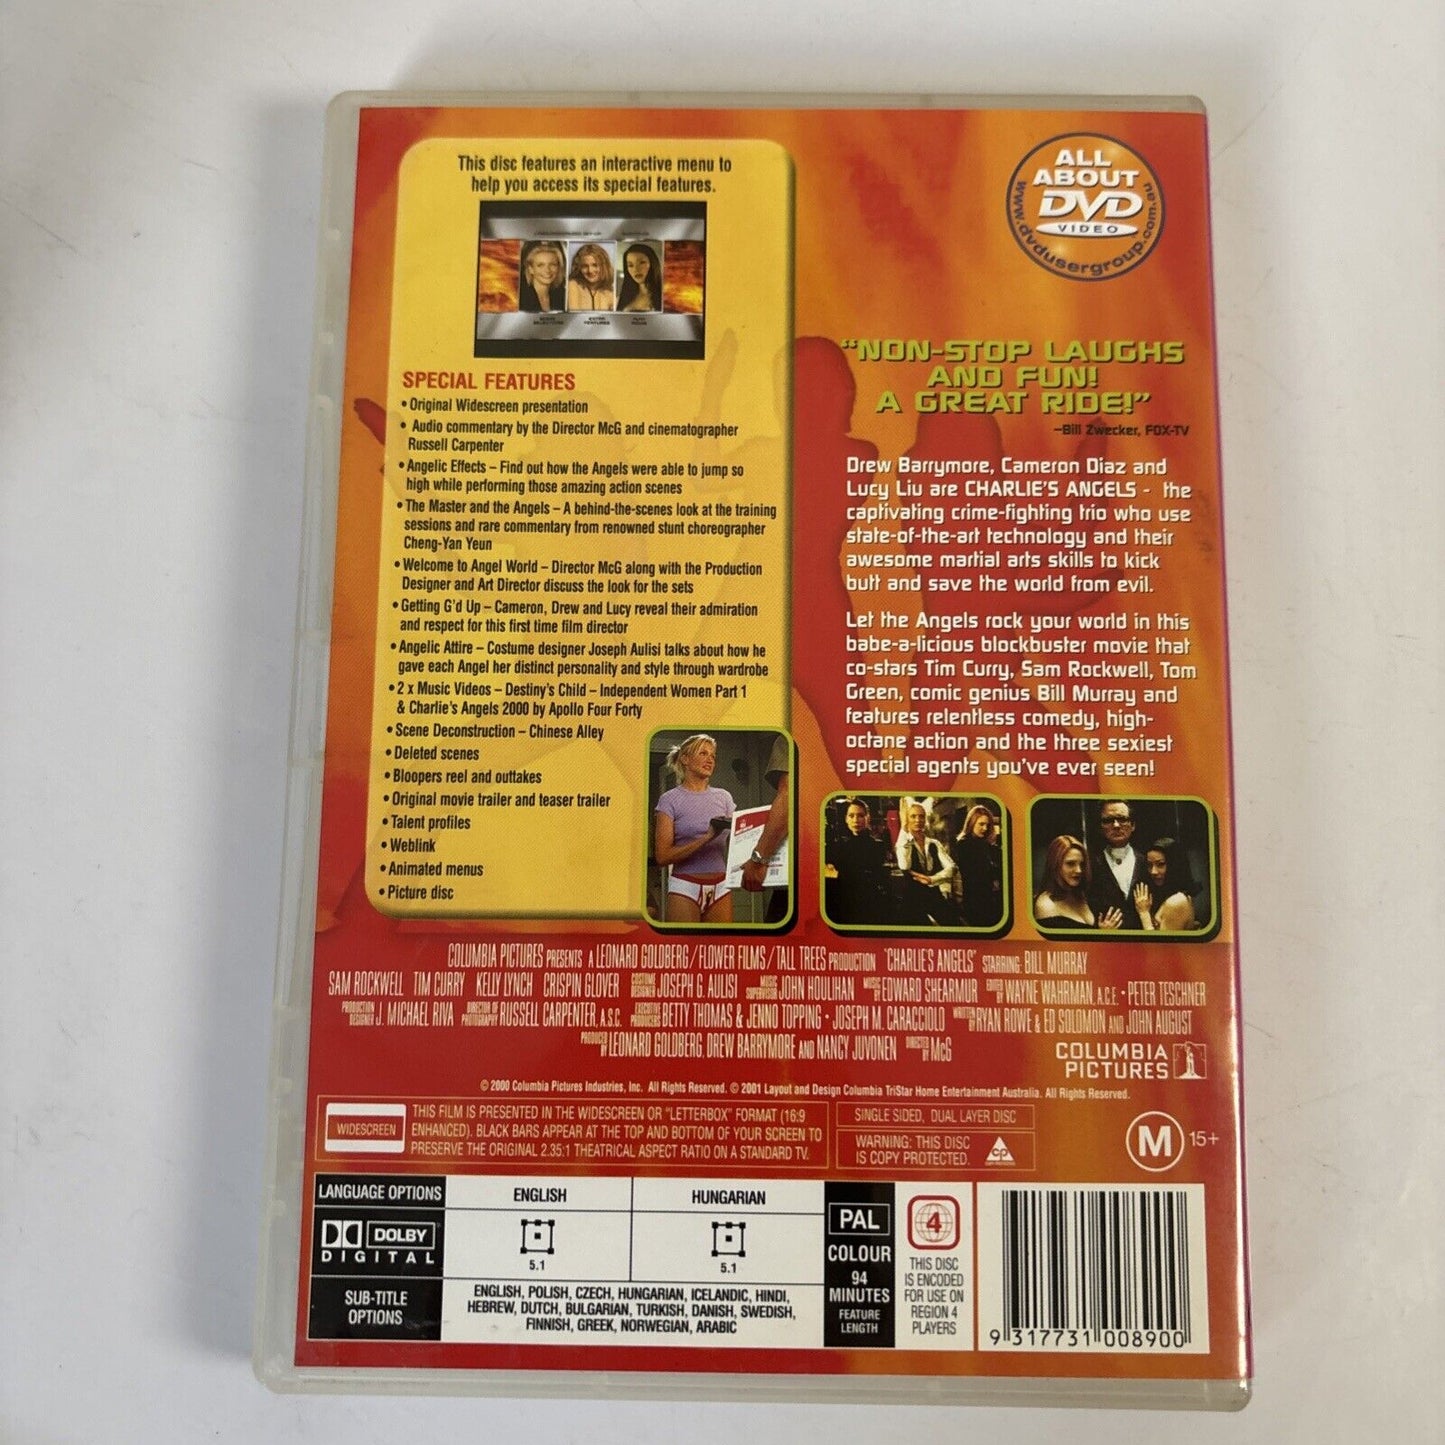 This disc features an interactive menu to
help you access its special features.
SPECIAL FEATURES
• Original Widescreen presentation
• Audio commentary by the Director McG and cinematographer
Russell Carpenter
• Angelic Effects – Find out how the Angels were able to jump so
high while performing those amazing action scenes
• The Master and the Angels – A behind-the-scenes look at the training
sessions and rare commentary from renowned stunt choreographer
Cheng-Yan Yeun
• Welcome to Angel World – Director McG along with the Production
Designer and Art Director discuss the look for the sets
• Getting G'd Up – Cameron, Drew and Lucy reveal their admiration
and respect for this first time film director
• Angelic Attire – Costume designer Joseph Aulisi talks about how he
gave each Angel her distinct personality and style through wardrobe
• 2 x Music Videos – Destiny's Child – Independent Women Part 1
& Charlie's Angels 2000 by Apollo Four Forty
• Scene Deconstruction – Chinese Alley
• Deleted scenes
• Bloopers reel and outtakes
• Original movie trailer and teaser trailer
• Talent profiles
• Weblink
• Animated menus
• Picture disc
ALL
ABOUT
DVD
VIDEO
www.dvdusergroup.com.au
"NON-STOP LAUGHS
AND FUN!
A GREAT RIDE!"
–Bill Zwecker, FOX-TV
Drew Barrymore, Cameron Diaz and
Lucy Liu are CHARLIE'S ANGELS - the
captivating crime-fighting trio who use
state-of-the-art technology and their
awesome martial arts skills to kick
butt and save the world from evil.
Let the Angels rock your world in this
babe-a-licious blockbuster movie that
co-stars Tim Curry, Sam Rockwell, Tom
Green, comic genius Bill Murray and
features relentless comedy, high-
octane action and the three sexiest
special agents you've ever seen!
COLUMBIA PICTURES PRESENTS A LEONARD GOLDBERG/FLOWER FILMS/TALL TREES PRODUCTION "CHARLIE'S ANGELS" STARRING: BILL MURRAY
SAM ROCKWELL TIM CURRY KELLY LYNCH CRISPIN GLOVER COSTUME DESIGNER JOSEPH G. AULISI MUSIC SUPERVISOR JOHN HOULIHAN MUSIC BY EDWARD SHEARMUR EDITED BY WAYNE WAHRMAN, A.C.E. • PETER TESCHNER
PRODUCTION DESIGNER J. MICHAEL RIVA DIRECTOR OF PHOTOGRAPHY RUSSELL CARPENTER, A.S.C. EXECUTIVE PRODUCERS BETTY THOMAS & JENNO TOPPING • JOSEPH M. CARACCIOLO WRITTEN BY RYAN ROWE & ED SOLOMON AND JOHN AUGUST
PRODUCED BY LEONARD GOLDBERG, DREW BARRYMORE AND NANCY JUVONEN DIRECTED BY McG
COLUMBIA
PICTURES
© 2000 Columbia Pictures Industries, Inc. All Rights Reserved. © 2001 Layout and Design Columbia TriStar Home Entertainment Australia. All Rights Reserved.
WIDESCREEN
THIS FILM IS PRESENTED IN THE WIDESCREEN OR "LETTERBOX" FORMAT (16:9
ENHANCED). BLACK BARS APPEAR AT THE TOP AND BOTTOM OF YOUR SCREEN TO
PRESERVE THE ORIGINAL 2.35:1 THEATRICAL ASPECT RATIO ON A STANDARD TV.
SINGLE SIDED, DUAL LAYER DISC
WARNING: THIS DISC
IS COPY PROTECTED.
cp
M 15+
LANGUAGE OPTIONS
ENGLISH
HUNGARIAN
DOLBY
DIGITAL
5.1
5.1
SUB-TITLE
OPTIONS
ENGLISH, POLISH, CZECH, HUNGARIAN, ICELANDIC, HINDI,
HEBREW, DUTCH, BULGARIAN, TURKISH, DANISH, SWEDISH,
FINNISH, GREEK, NORWEGIAN, ARABIC
PAL
COLOUR
94
MINUTES
FEATURE
LENGTH
4
THIS DISC
IS ENCODED
FOR USE ON
REGION 4
PLAYERS
9 317731 008900